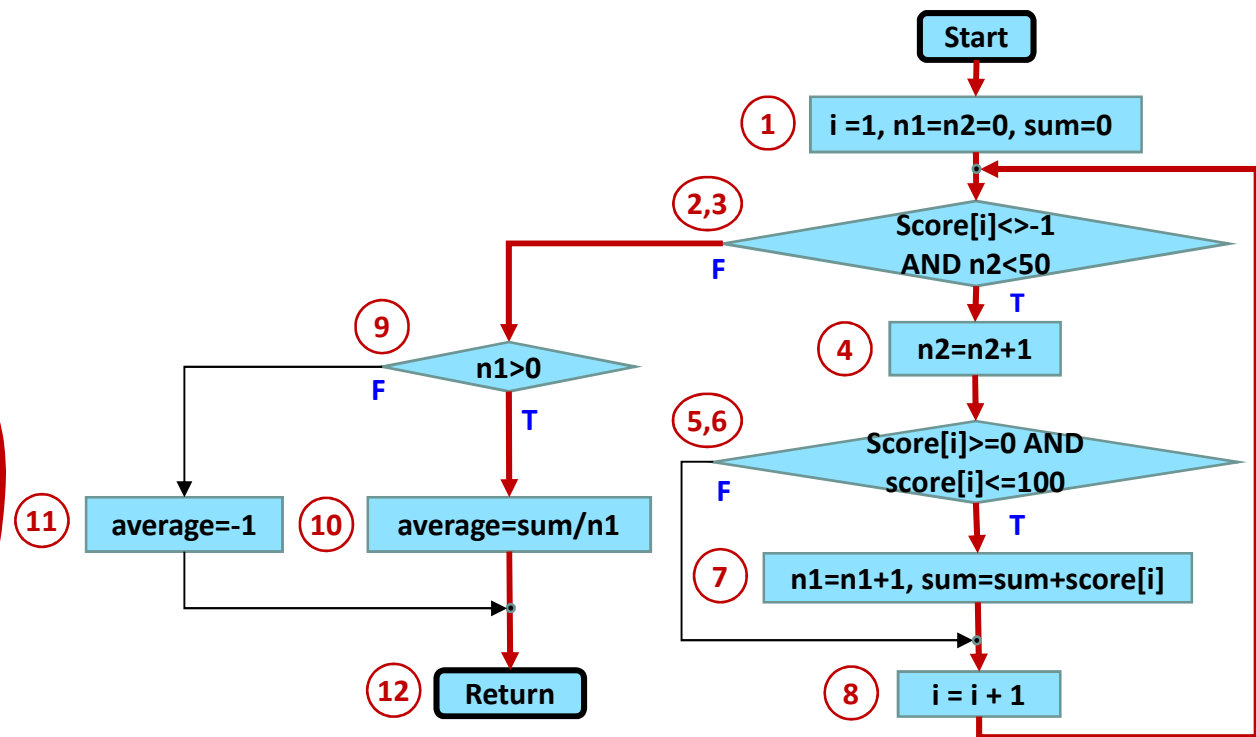 Start
1
i =1, n1=n2=0, sum=0
2,3
Score[i]<>-1
AND n2<50
F
T
9
4
n2=n2+1
n1>0
F
T
5,6
Score[i]>=0 AND
score[i]<=100
F
T
11
average=-1
10
average=sum/n1
7
n1=n1+1, sum=sum+score[i]
12
Return
8
i = i + 1